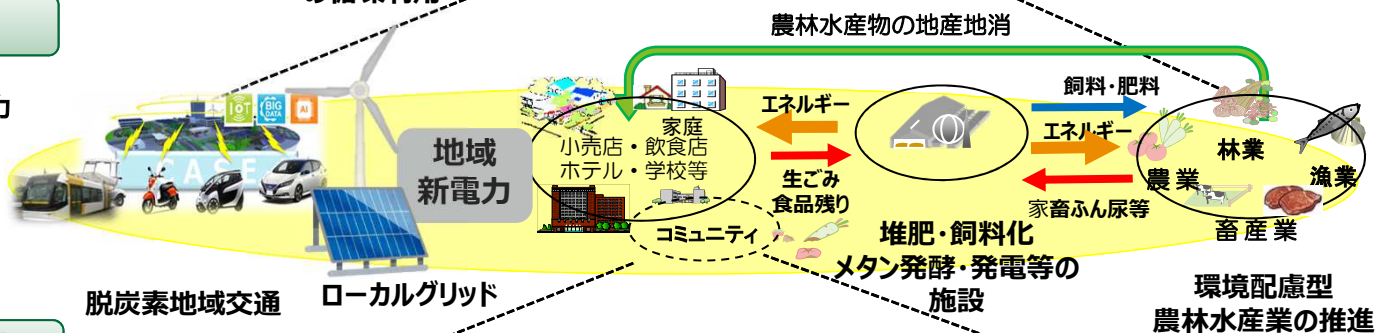 農林水産物の地産地消
IoT
BIG
DATA
AI
CASE
地域
新電力
家庭
小売店・飲食店
ホテル・学校等
コミュニティ
エネルギー
生ごみ
食品残り
飼料・肥料
エネルギー
家畜ふん尿等
林業
農業
漁業
畜産業
堆肥・飼料化
メタン発酵・発電等の
施設
脱炭素地域交通
ローカルグリッド
環境配慮型
農林水産業の推進